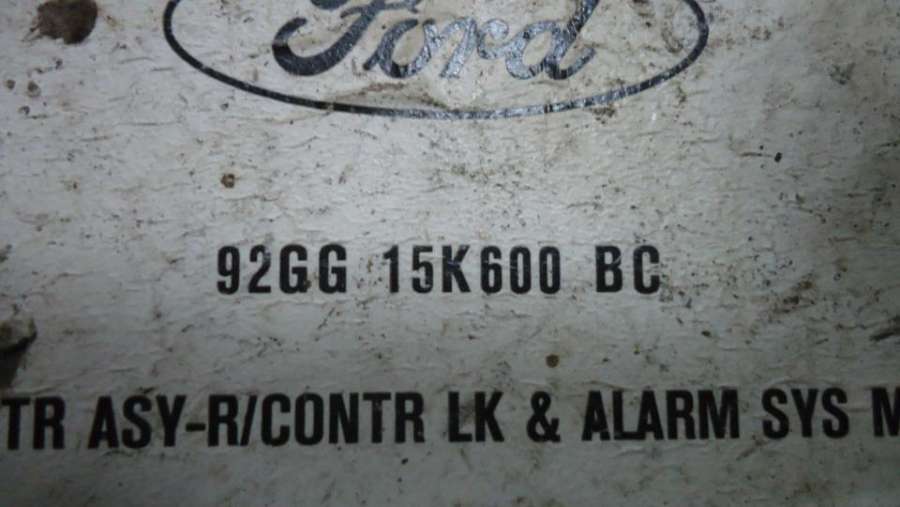 Ford
92GG 15K600 BC
TR ASY-R/CONTR LK & ALARM SYS M